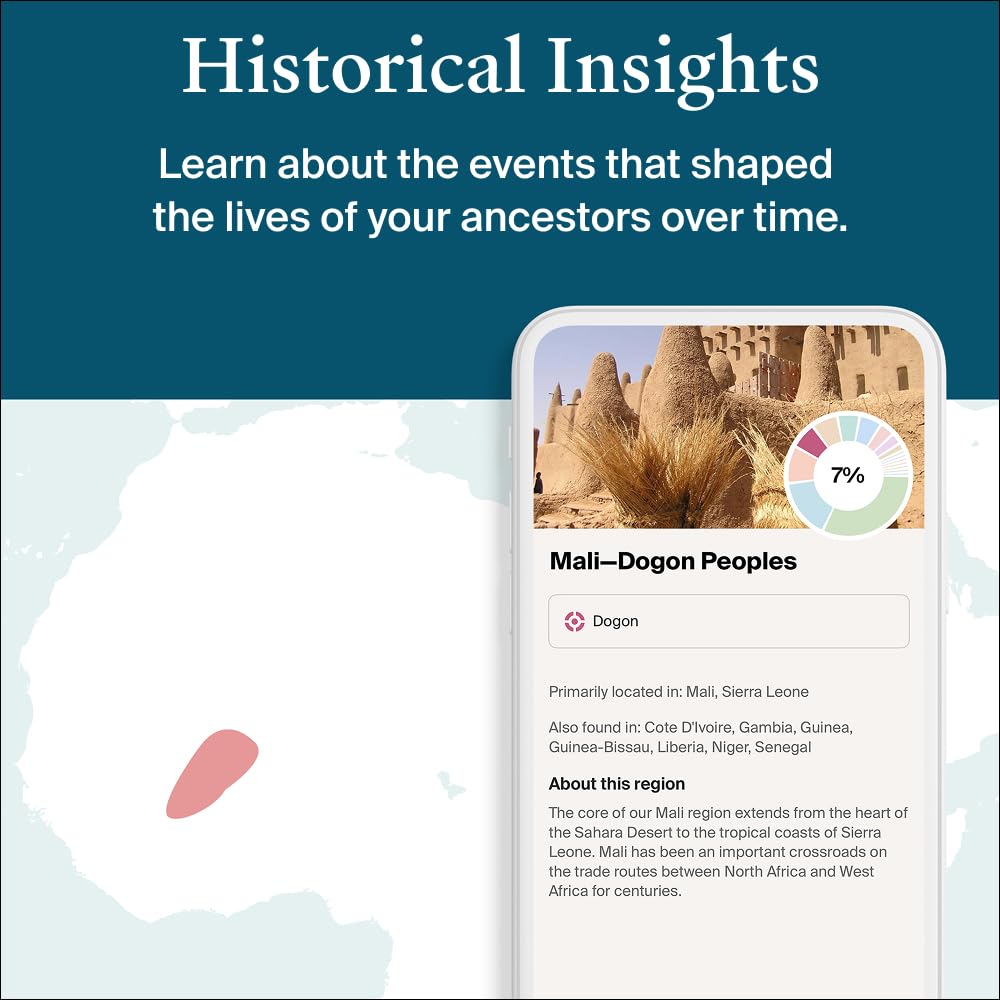 Historical Insights
Learn about the events that shaped
the lives of your ancestors over time.
7%
Mali—Dogon Peoples
Dogon
Primarily located in: Mali, Sierra Leone
Also found in: Cote D'Ivoire, Gambia, Guinea,
Guinea-Bissau, Liberia, Niger, Senegal
About this region
The core of our Mali region extends from the heart of
the Sahara Desert to the tropical coasts of Sierra
Leone. Mali has been an important crossroads on
the trade routes between North Africa and West
Africa for centuries.